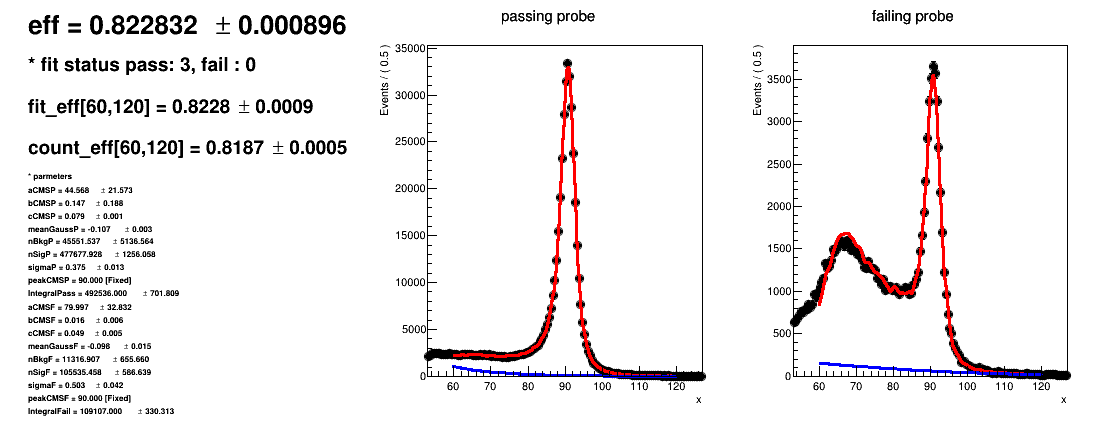 eff = 0.822832 ± 0.000896
* fit status pass: 3, fail : 0
fit_eff[60,120] = 0.8228 ± 0.0009
count_eff[60,120] = 0.8187 ± 0.0005
* parmeters
aCMSP = 44.568 ± 21.573
bCMSP = 0.147 ± 0.188
cCMSP = 0.079 ± 0.001
meanGaussP = -0.107 ± 0.003
nBkgP = 45551.537 ± 5136.564
nSigP = 477677.928 ± 1256.058
sigmaP = 0.375 ± 0.013
peakCMSP = 90.000 [Fixed]
IntegralPass = 492536.000 ± 701.809
aCMSF = 79.997 ± 32.832
bCMSF = 0.016 ± 0.006
cCMSF = 0.049 ± 0.005
meanGaussF = -0.098 ± 0.015
nBkgF = 11316.907 ± 655.660
nSigF = 105535.458 ± 586.639
sigmaF = 0.503 ± 0.042
peakCMSF = 90.000 [Fixed]
IntegralFail = 109107.000 ± 330.313
passing probe
Events / ( 0.5 )
35000
30000
25000
20000
15000
10000
5000
0
60 70 80 90 100 110 120
x
failing probe
Events / ( 0.5 )
3500
3000
2500
2000
1500
1000
500
0
60 70 80 90 100 110 120
x